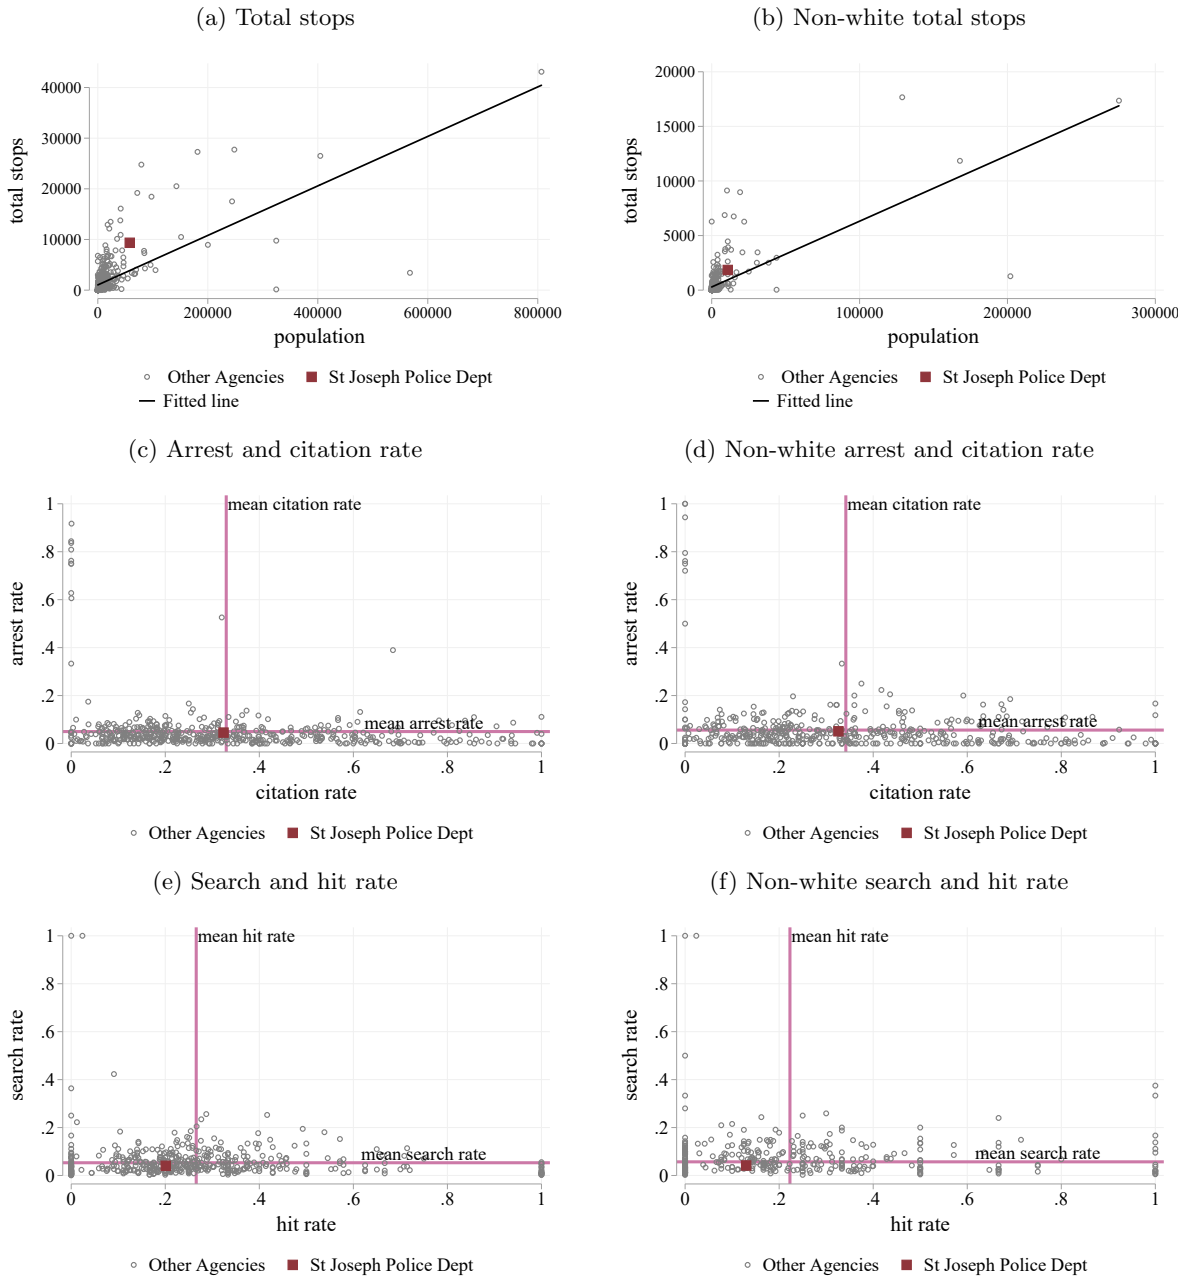 (a) Total stops
(b) Non-white total stops
total stops
40000
30000
20000
10000
0
0
200000
400000
600000
800000
population
Other Agencies
St Joseph Police Dept
Fitted line
total stops
20000
15000
10000
5000
0
0
100000
200000
300000
population
Other Agencies
St Joseph Police Dept
Fitted line
(c) Arrest and citation rate
(d) Non-white arrest and citation rate
arrest rate
1
.8
.6
.4
.2
0
mean citation rate
mean arrest rate
0
.2
.4
.6
.8
1
citation rate
Other Agencies
St Joseph Police Dept
arrest rate
1
.8
.6
.4
.2
0
mean citation rate
mean arrest rate
0
.2
.4
.6
.8
1
citation rate
Other Agencies
St Joseph Police Dept
(e) Search and hit rate
(f) Non-white search and hit rate
search rate
1
.8
.6
.4
.2
0
mean hit rate
mean search rate
0
.2
.4
.6
.8
1
hit rate
Other Agencies
St Joseph Police Dept
search rate
1
.8
.6
.4
.2
0
mean hit rate
mean search rate
0
.2
.4
.6
.8
1
hit rate
Other Agencies
St Joseph Police Dept